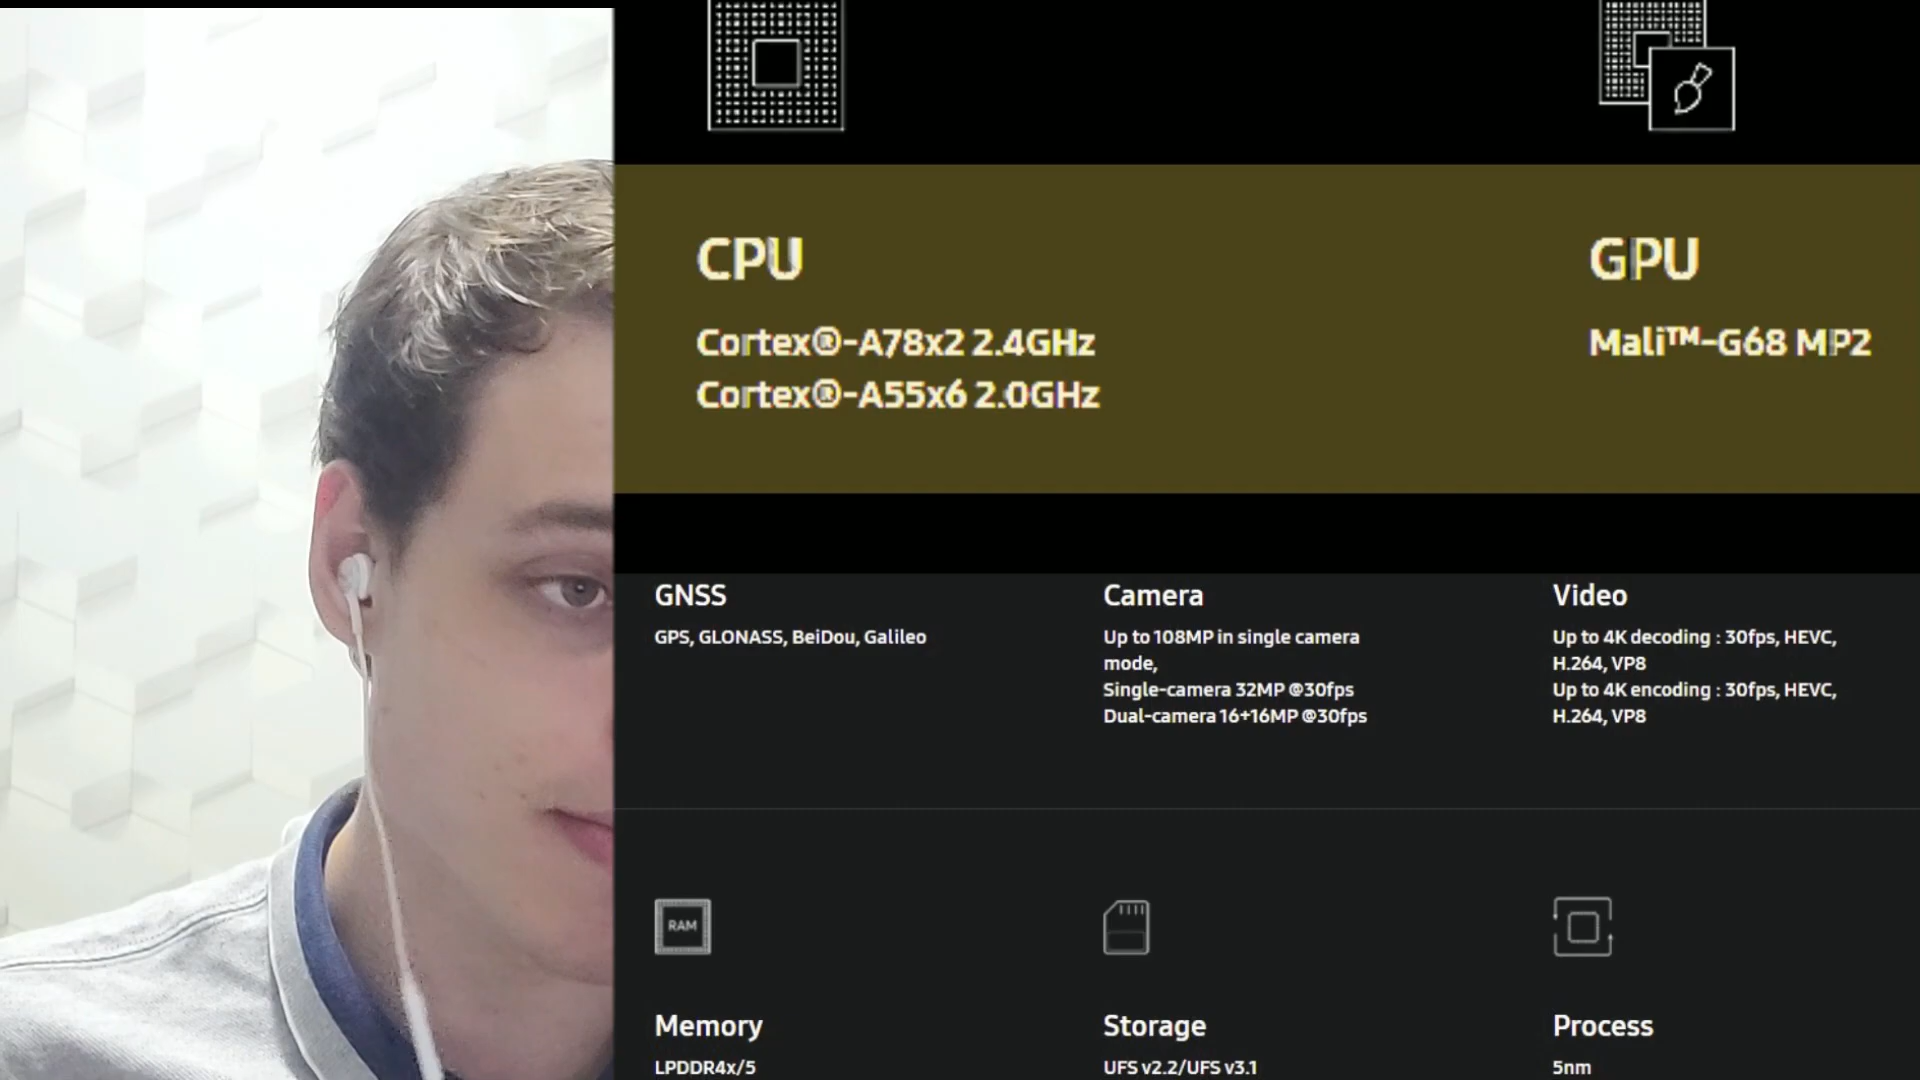 CPU
Cortex®-A78x2 2.4GHz
Cortex®-A55x6 2.0GHz
GPU
Mali™-G68 MP2
GNSS
GPS, GLONASS, BeiDou, Galileo
Camera
Up to 108MP in single camera
mode,
Single-camera 32MP @30fps
Dual-camera 16+16MP @30fps
Video
Up to 4K decoding : 30fps, HEVC,
H.264, VP8
Up to 4K encoding : 30fps, HEVC,
H.264, VP8
RAM
Memory
LPDDR4x/5
Storage
UFS v2.2/UFS v3.1
Process
5nm